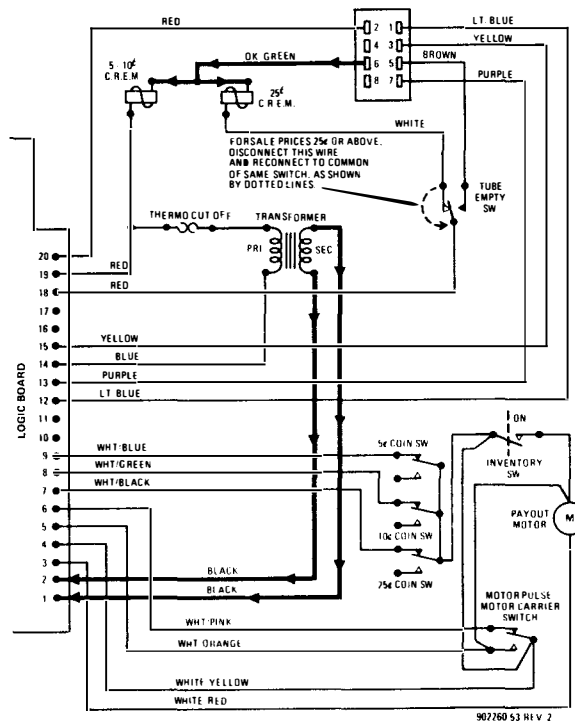 RED
LT BLUE
2 1
YELLOW
4 3
BROWN
DK GREEN
6 5
5-10¢
C.R.E.M
8 7
PURPLE
25¢
C.R.E.M.
WHITE
FOR SALE PRICES 25¢ OR ABOVE,
DISCONNECT THIS WIRE
AND RECONNECT TO COMMON
OF SAME SWITCH, AS SHOWN
BY DOTTED LINES.
TUBE
EMPTY
SW
THERMO CUT OFF
TRANSFORMER
PRI
SEC
LOGIC BOARD
20
19
RED
18
RED
17
16
15
YELLOW
14
BLUE
13
PURPLE
12
LT BLUE
11
10
9
WHT/BLUE
8
WHT/GREEN
7
WHT/BLACK
6
5
4
3
2
BLACK
1
BLACK
5¢ COIN SW
10¢ COIN SW
25¢ COIN SW
ON
INVENTORY
SW
PAYOUT
MOTOR
M
MOTOR PULSE
MOTOR CARRIER
SWITCH
WHT/PINK
WHT ORANGE
WHITE YELLOW
WHITE RED
902260 53 REV. 2